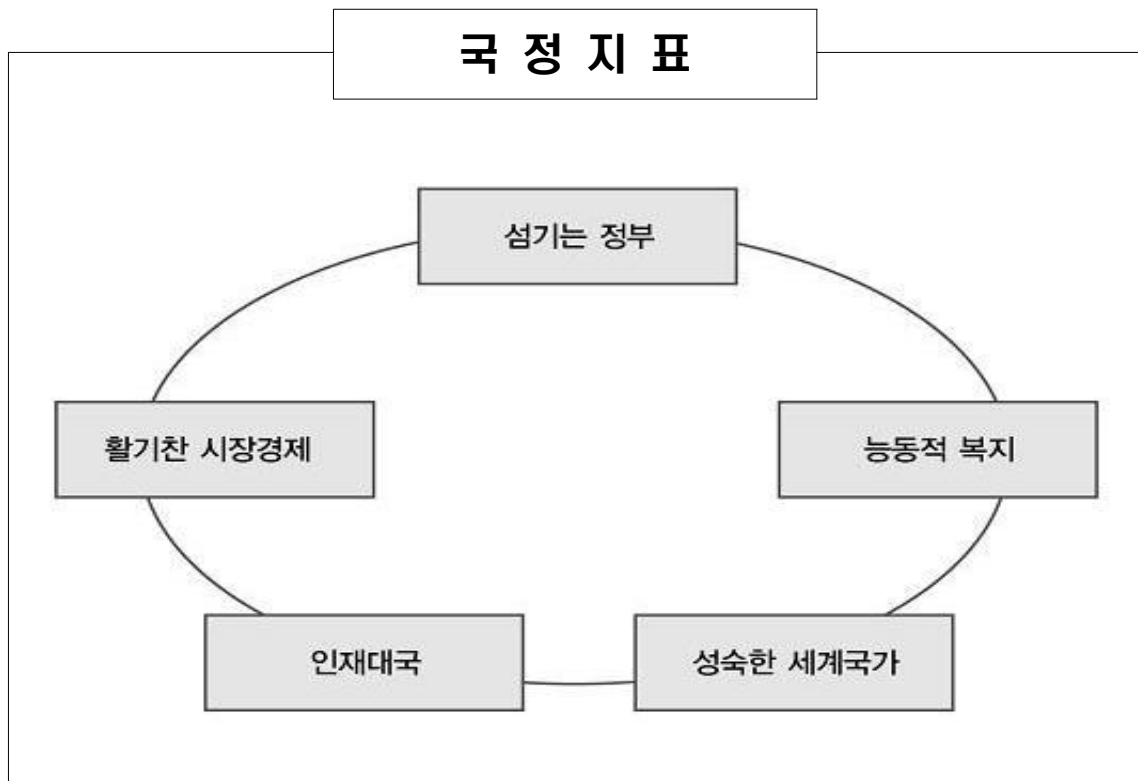 국 정 지 표
섬기는 정부
활기찬 시장경제
능동적 복지
인재대국
성숙한 세계국가